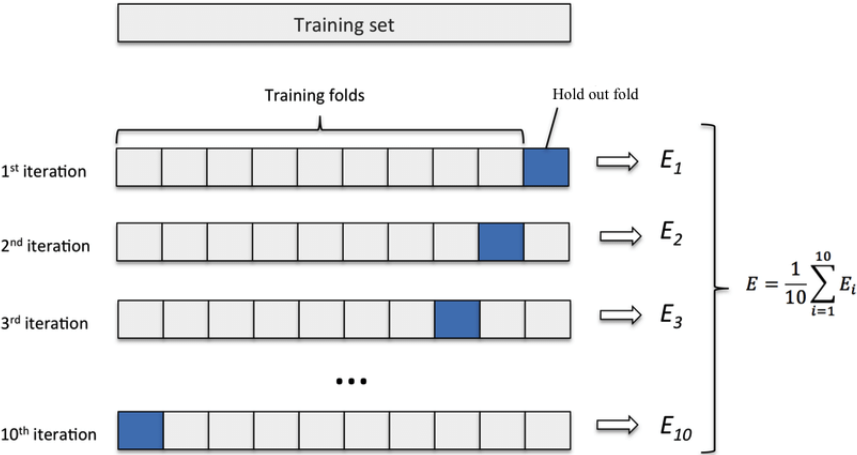 Training set
Training folds
Hold out fold
1st iteration
E1
2nd iteration
E2
3rd iteration
E3
...
10th iteration
E10
E = 1/10 ∑_{i=1}^{10} Ei